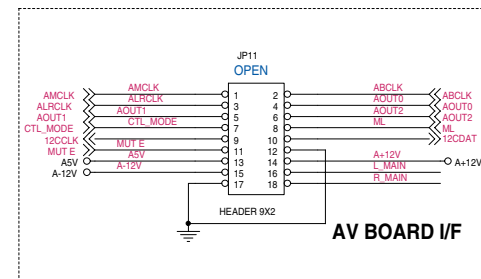 JP11
OPEN
AMCLK AMCLK 1 2 ABCLK ABCLK
ALRCLK ALRCLK 3 4 AOUT0 AOUT0
AOUT1 AOUT1 5 6 AOUT2 AOUT2
CTL_MODE CTL_MODE 7 8 ML ML
12CCLK 9 10 12CDAT
MUT E MUT E 11 12
A5V A5V 13 14 A+12V A+12V
A-12V A-12V 15 16 L_MAIN
17 18 R_MAIN
HEADER 9X2
AV BOARD I/F